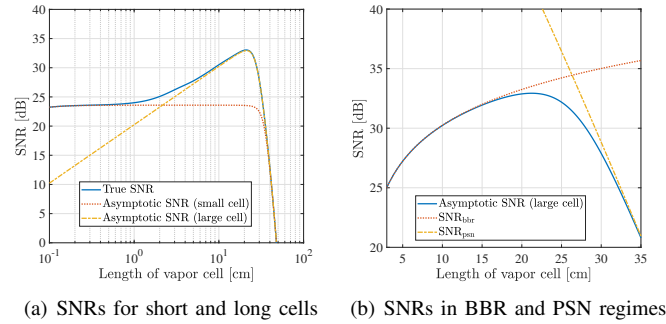 40
35
30
25
20
15
10
5
0
SNR [dB]
True SNR
Asymptotic SNR (small cell)
Asymptotic SNR (large cell)
10^-1
10^0
10^1
10^2
Length of vapor cell [cm]
(a) SNRs for short and long cells
40
35
30
25
20
SNR [dB]
Asymptotic SNR (large cell)
SNR_bbr
SNR_psn
5
10
15
20
25
30
35
Length of vapor cell [cm]
(b) SNRs in BBR and PSN regimes